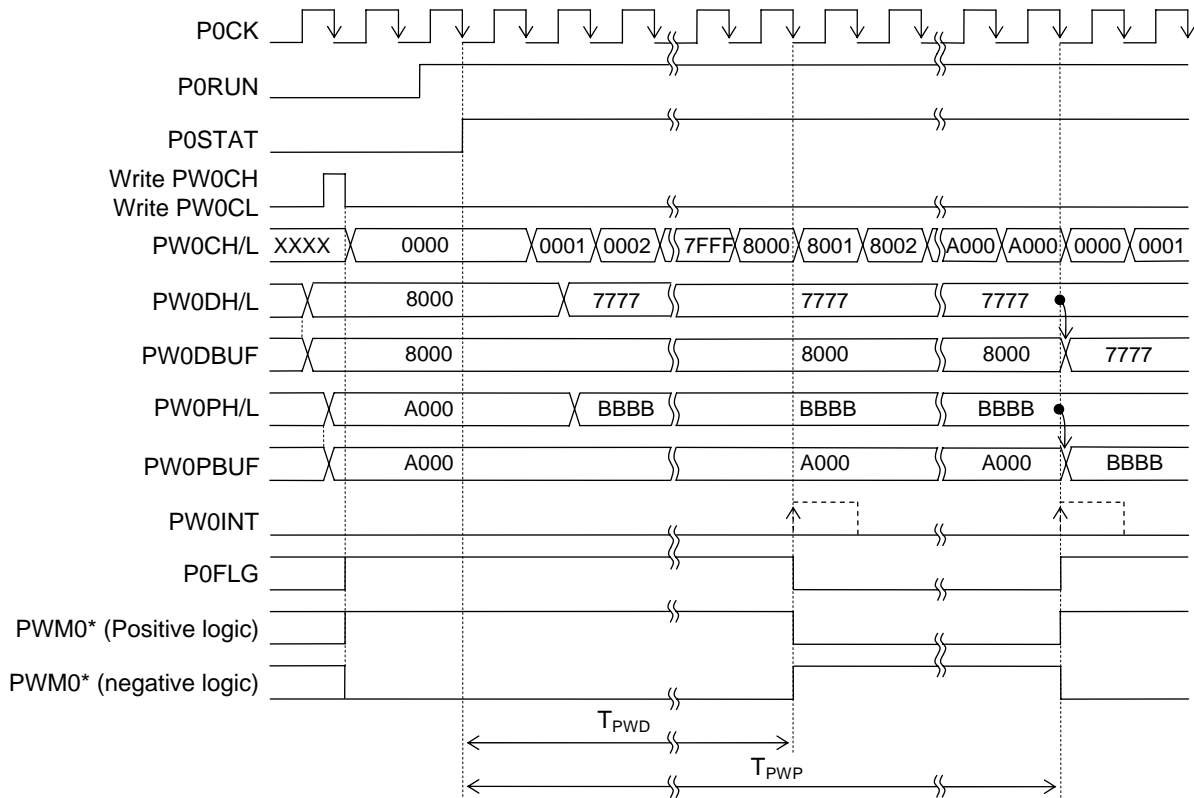 P0CK
P0RUN
P0STAT
Write PW0CH
Write PW0CL
PW0CH/L XXXX 0000 0001 0002 7FFF 8000 8001 8002 A000 A000 0000 0001
PW0DH/L 8000 7777 7777 7777
PW0DBUF 8000 8000 8000 7777
PW0PH/L A000 BBBB BBBB BBBB
PW0PBUF A000 A000 A000 BBBB
PW0INT
P0FLG
PWM0* (Positive logic)
PWM0* (negative logic)
TPWD
TPWP